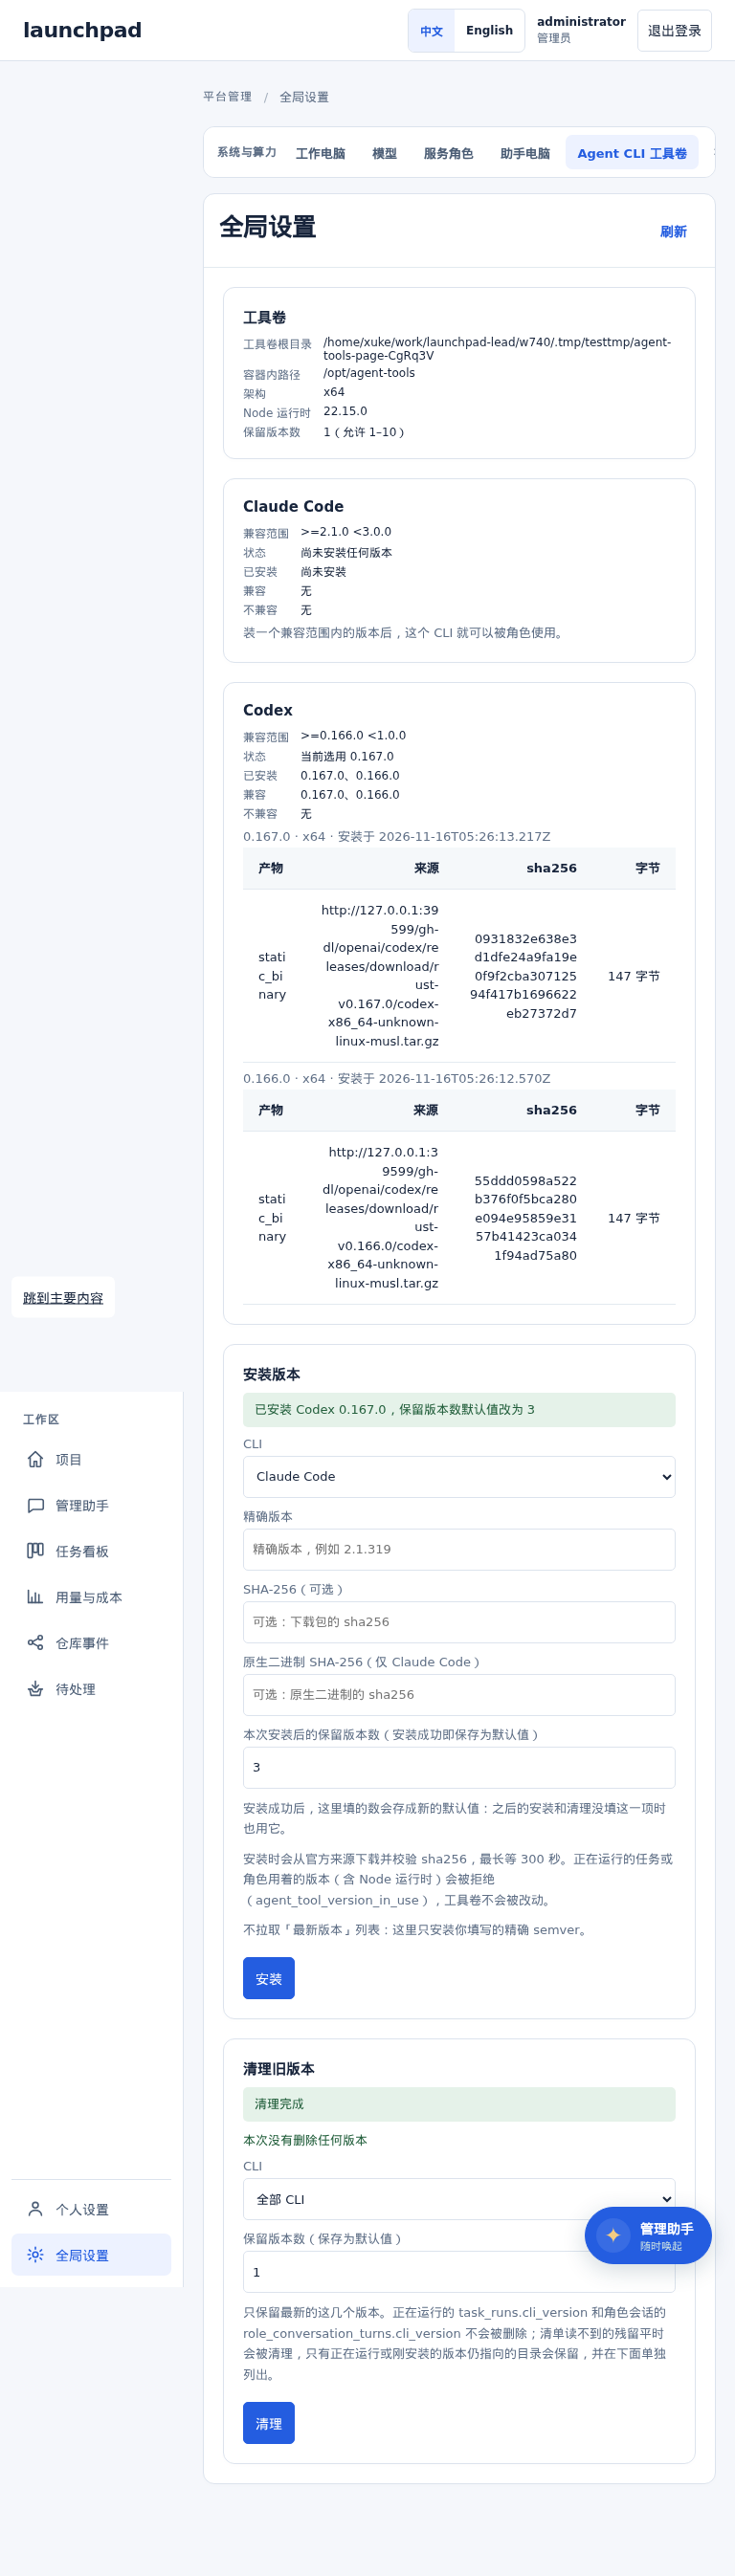 launchpad
中文
English
administrator
管理员
退出登录
平台管理 / 全局设置
系统与算力
工作电脑
模型
服务角色
助手电脑
Agent CLI 工具卷
全局设置
刷新
工具卷
工具卷根目录
/home/xuke/work/launchpad-lead/w740/.tmp/testtmp/agent-
tools-page-CgRq3V
容器内路径
/opt/agent-tools
架构
x64
Node 运行时
22.15.0
保留版本数
1（允许 1–10）
Claude Code
兼容范围
>=2.1.0 <3.0.0
状态
尚未安装任何版本
已安装
尚未安装
兼容
无
不兼容
无
装一个兼容范围内的版本后，这个 CLI 就可以被角色使用。
Codex
兼容范围
>=0.166.0 <1.0.0
状态
当前选用 0.167.0
已安装
0.167.0、0.166.0
兼容
0.167.0、0.166.0
不兼容
无
0.167.0 · x64 · 安装于 2026-11-16T05:26:13.217Z
产物
来源
sha256
字节
stati
c_bi
nary
http://127.0.0.1:39
599/gh-
dl/openai/codex/re
leases/download/r
ust-
v0.167.0/codex-
x86_64-unknown-
linux-musl.tar.gz
0931832e638e3
d1dfe24a9fa19e
0f9f2cba307125
94f417b1696622
eb27372d7
147 字节
0.166.0 · x64 · 安装于 2026-11-16T05:26:12.570Z
产物
来源
sha256
字节
stati
c_bi
nary
http://127.0.0.1:3
9599/gh-
dl/openai/codex/re
leases/download/r
ust-
v0.166.0/codex-
x86_64-unknown-
linux-musl.tar.gz
55ddd0598a522
b376f0f5bca280
e094e95859e31
57b41423ca034
1f94ad75a80
147 字节
跳到主要内容
工作区
项目
管理助手
任务看板
用量与成本
仓库事件
待处理
个人设置
全局设置
安装版本
已安装 Codex 0.167.0，保留版本数默认值改为 3
CLI
Claude Code
精确版本
精确版本，例如 2.1.319
SHA-256（可选）
可选：下载包的 sha256
原生二进制 SHA-256（仅 Claude Code）
可选：原生二进制的 sha256
本次安装后的保留版本数（安装成功即保存为默认值）
3
安装成功后，这里填的数会存成新的默认值：之后的安装和清理没填这一项时
也用它。
安装时会从官方来源下载并校验 sha256，最长等 300 秒。正在运行的任务或
角色用着的版本（含 Node 运行时）会被拒绝
（agent_tool_version_in_use），工具卷不会被改动。
不拉取「最新版本」列表：这里只安装你填写的精确 semver。
安装
清理旧版本
清理完成
本次没有删除任何版本
CLI
全部 CLI
保留版本数（保存为默认值）
1
只保留最新的这几个版本。正在运行的 task_runs.cli_version 和角色会话的
role_conversation_turns.cli_version 不会被删除；清单读不到的残留平时
会被清理，只有正在运行或刚安装的版本仍指向的目录会保留，并在下面单独
列出。
清理
管理助手
随时唤起